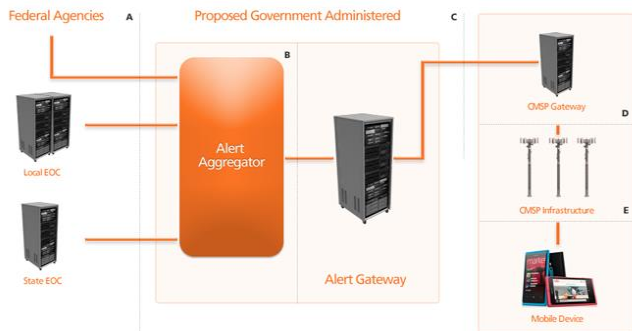 Federal Agencies
A
Proposed Government Administered
C
B
Alert
Aggregator
Local EOC
State EOC
Alert Gateway
CMSP Gateway
D
CMSP Infrastructure
E
Mobile Device